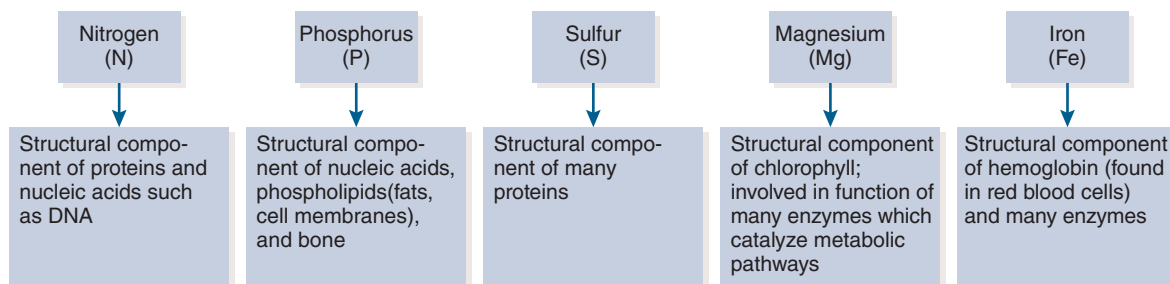 Nitrogen
(N)
Structural compo-
nent of proteins and
nucleic acids such
as DNA
Phosphorus
(P)
Structural compo-
nent of nucleic acids,
phospholipids(fats,
cell membranes),
and bone
Sulfur
(S)
Structural compo-
nent of many
proteins
Magnesium
(Mg)
Structural component
of chlorophyll;
involved in function of
many enzymes which
catalyze metabolic
pathways
Iron
(Fe)
Structural component
of hemoglobin (found
in red blood cells)
and many enzymes